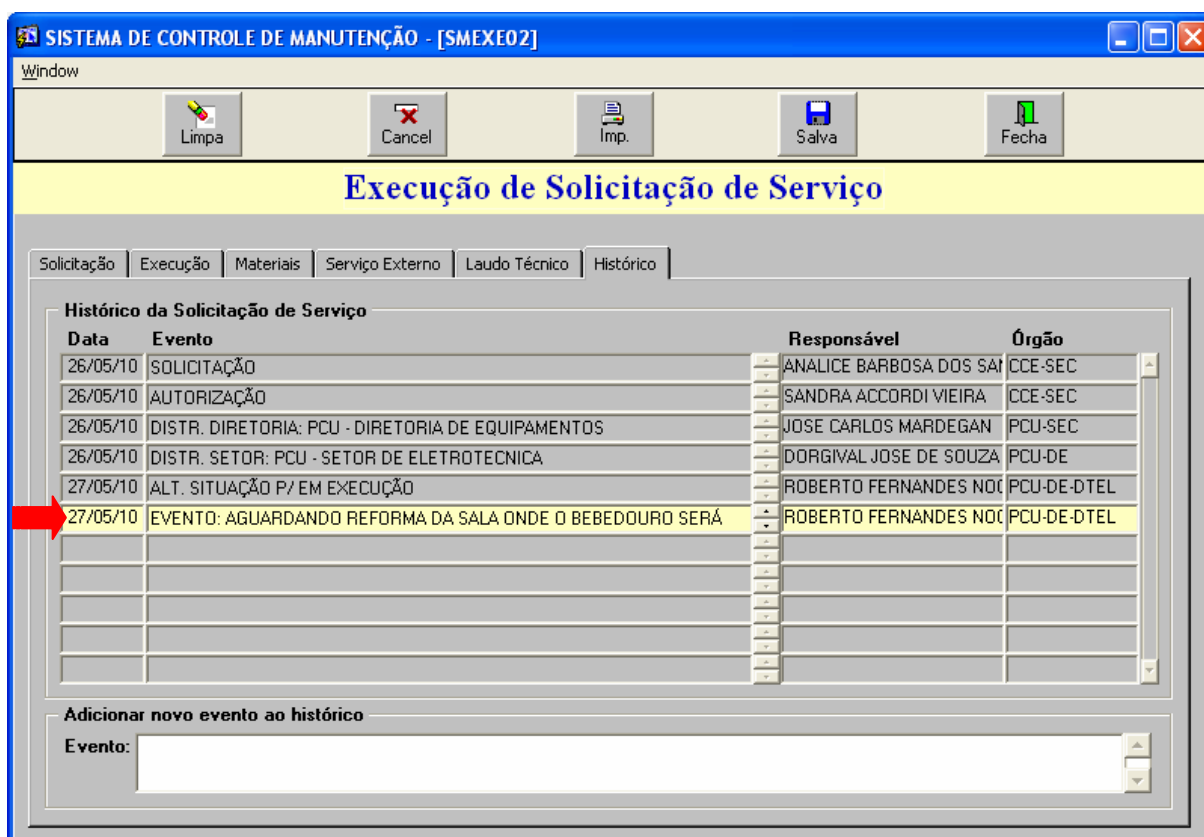 SISTEMA DE CONTROLE DE MANUTENÇÃO - [SMEXE02]
Window
Limpa Cancel Imp. Salva Fecha
Execução de Solicitação de Serviço
Solicitação Execução Materiais Serviço Externo Laudo Técnico Histórico
Histórico da Solicitação de Serviço
Data Evento Responsável Órgão
26/05/10 SOLICITAÇÃO ANALICE BARBOSA DOS SAN CCE-SEC
26/05/10 AUTORIZAÇÃO SANDRA ACCORDI VIEIRA CCE-SEC
26/05/10 DISTR. DIRETORIA: PCU - DIRETORIA DE EQUIPAMENTOS JOSE CARLOS MARDEGAN PCU-SEC
26/05/10 DISTR. SETOR: PCU - SETOR DE ELETROTECNICA DORGIVAL JOSE DE SOUZA PCU-DE
27/05/10 ALT. SITUAÇÃO P/ EM EXECUÇÃO ROBERTO FERNANDES NOG PCU-DE-DTEL
27/05/10 EVENTO: AGUARDANDO REFORMA DA SALA ONDE O BEBEDOURO SERÁ ROBERTO FERNANDES NOG PCU-DE-DTEL
Adicionar novo evento ao histórico
Evento: